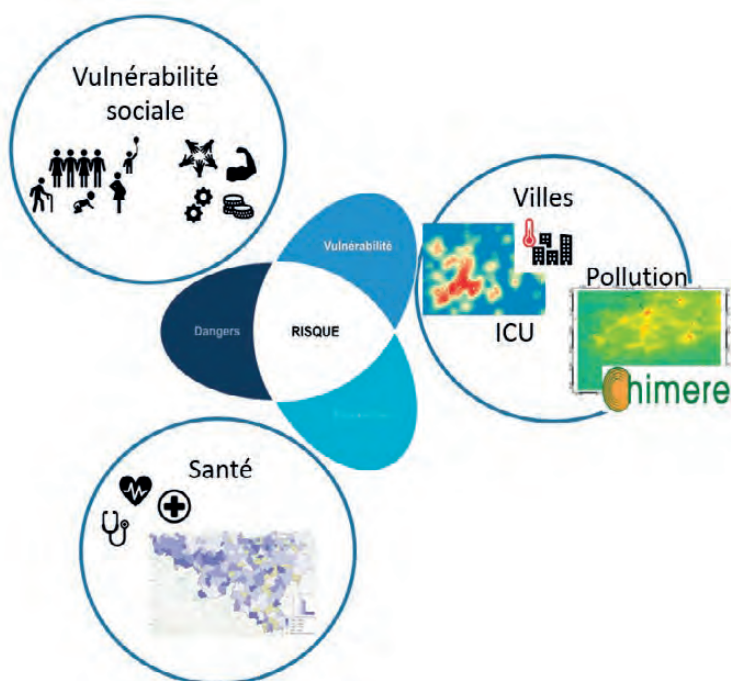 Vulnérabilité
sociale
Villes
Pollution
ICU
Chimere
Vulnérabilité
Dangers
RISQUE
Santé